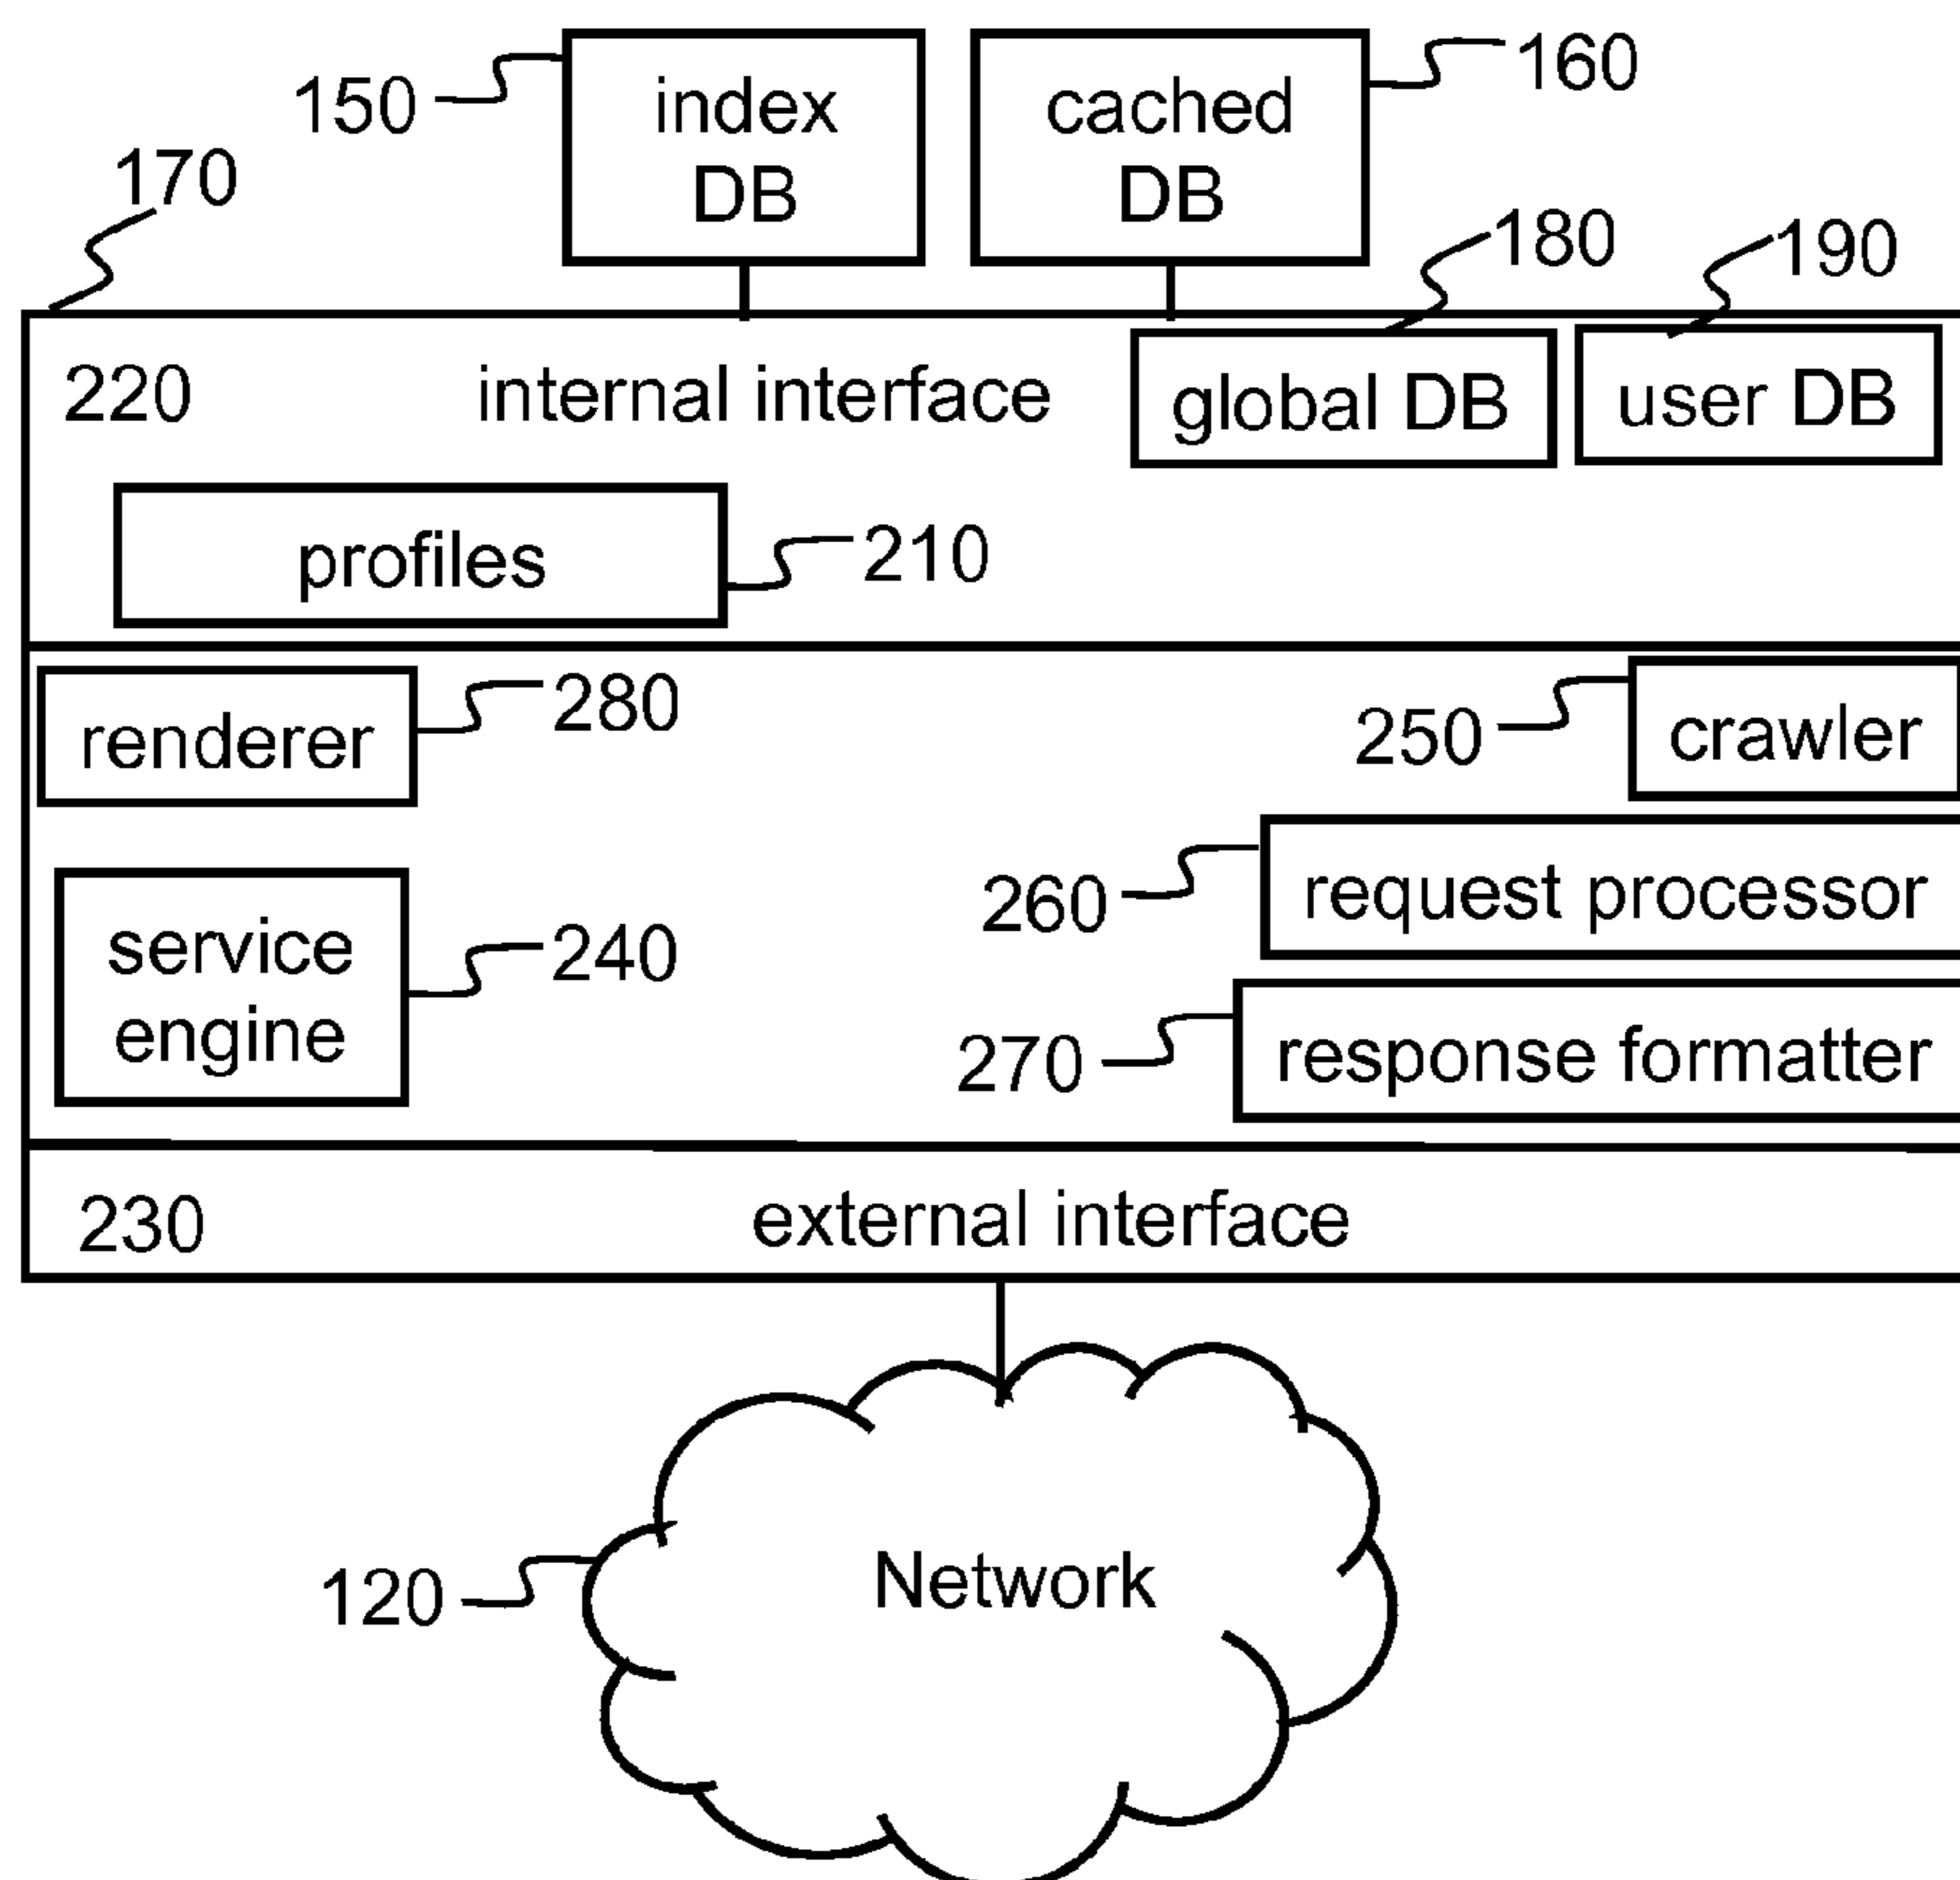 150
index
DB
cached
DB
160
170
180
190
220
internal interface
global DB
user DB
profiles
210
renderer
280
250
crawler
260
request processor
service
engine
240
270
response formatter
230
external interface
120
Network